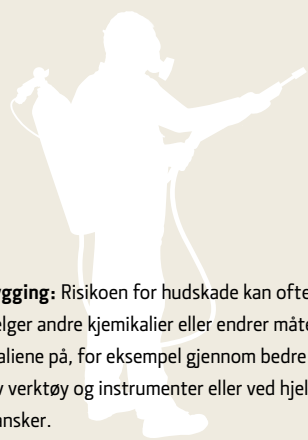 gging: Risikoen for hudskade kan ofte
elger andre kjemikalier eller endrer måte
aliene på, for eksempel gjennom bedre
v verktøy og instrumenter eller ved hjel
nsker.